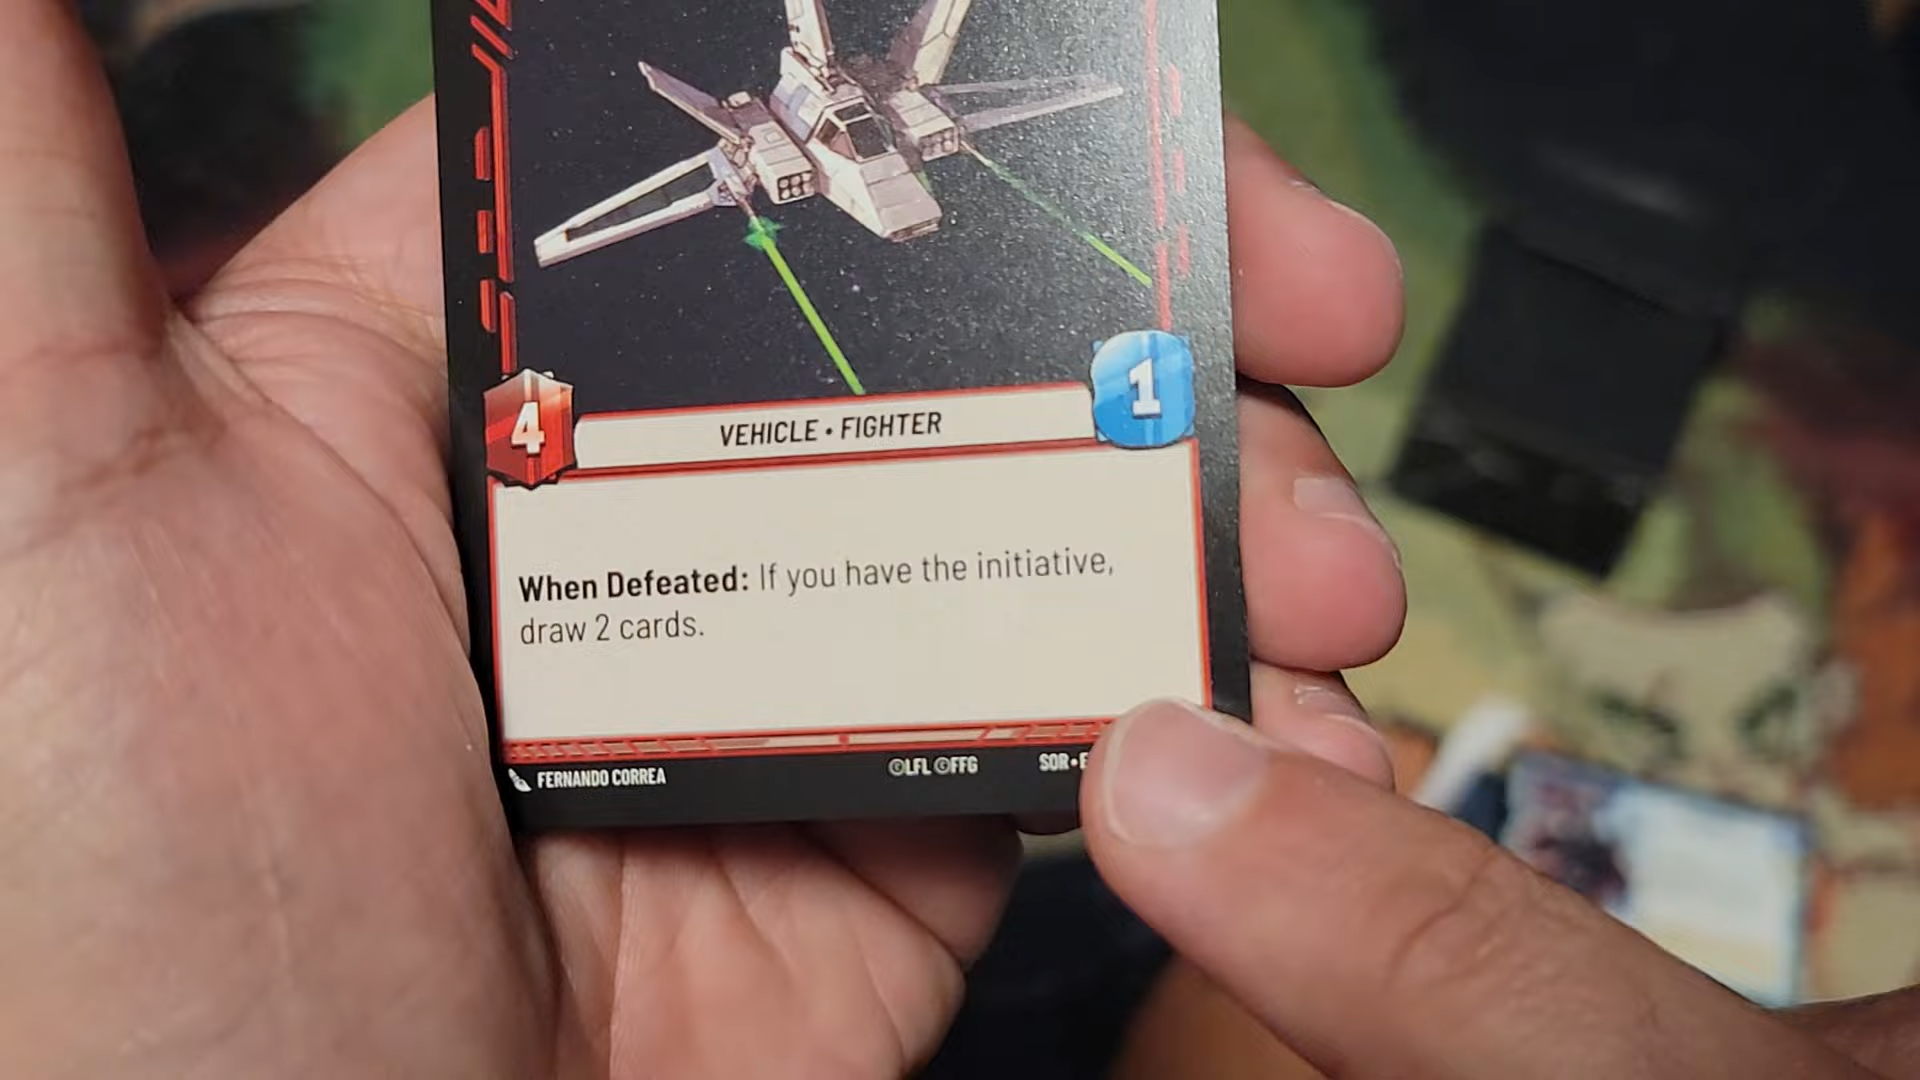 4
VEHICLE • FIGHTER
1
When Defeated: If you have the initiative,
draw 2 cards.
FERNANDO CORREA
©LFL ©FFG
SOR•E